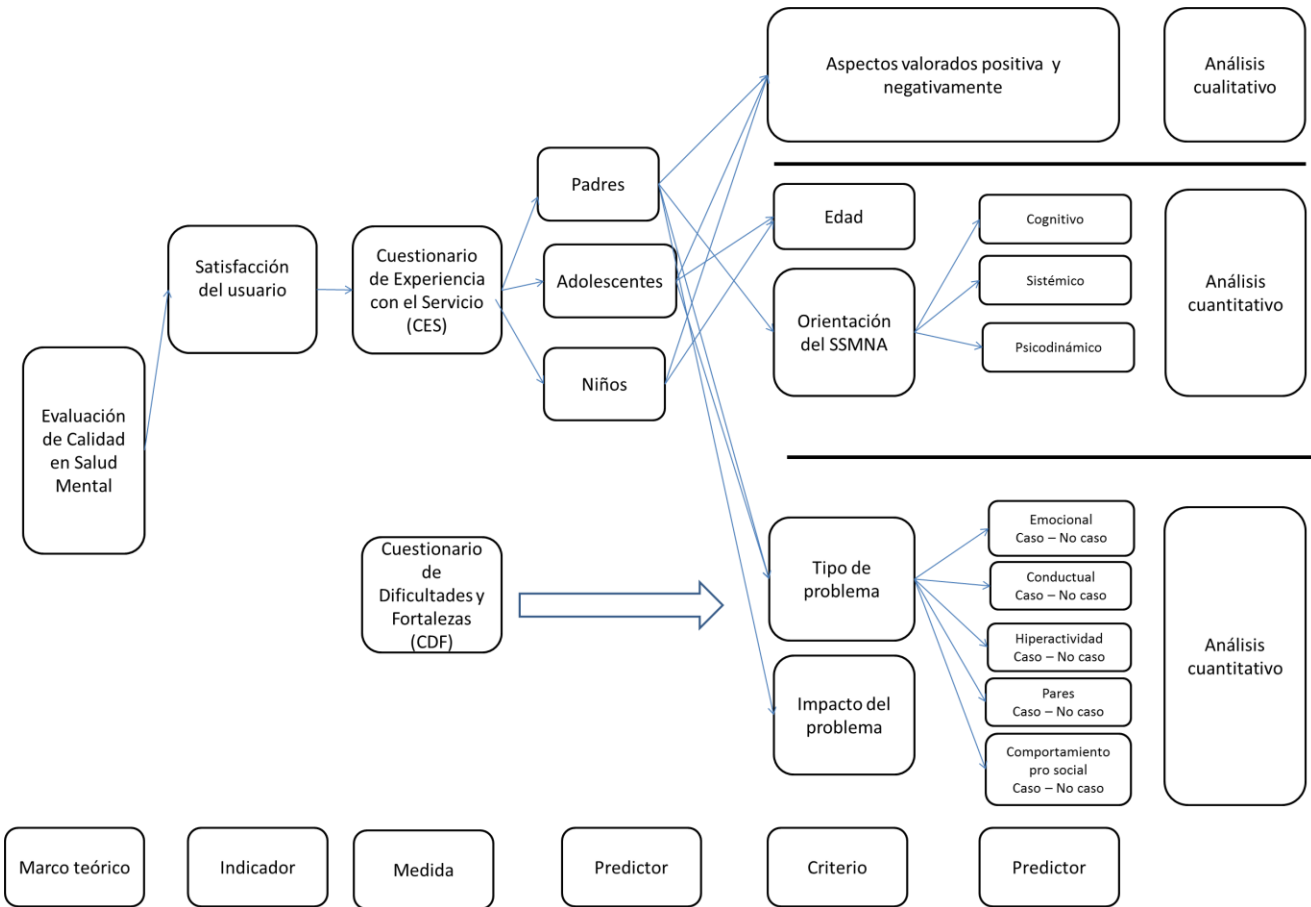 Aspectos valorados positiva y
negativamente
Análisis
cualitativo
Padres
Edad
Cognitivo
Satisfacción
del usuario
Cuestionario
de Experiencia
con el Servicio
(CES)
Adolescentes
Sistémico
Análisis
cuantitativo
Orientación
del SSMNA
Psicodinámico
Niños
Evaluación
de Calidad
en Salud
Mental
Cuestionario
de
Dificultades y
Fortalezas
(CDF)
Tipo de
problema
Emocional
Caso – No caso
Conductual
Caso – No caso
Hiperactividad
Caso – No caso
Análisis
cuantitativo
Pares
Caso – No caso
Impacto del
problema
Comportamiento
pro social
Caso – No caso
Marco teórico
Indicador
Medida
Predictor
Criterio
Predictor